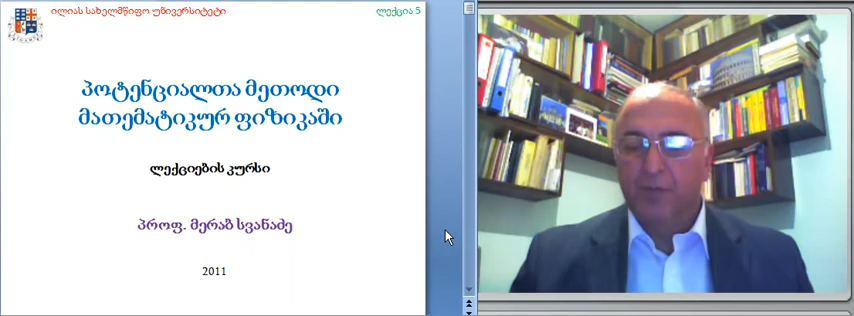 ილიას სახელმწიფო უნივერსიტეტი
ლექცია 5
პოტენციალთა მეთოდი
მათემატიკურ ფიზიკაში
ლექციების კურსი
პროფ. მერაბ სვანაძე
2011